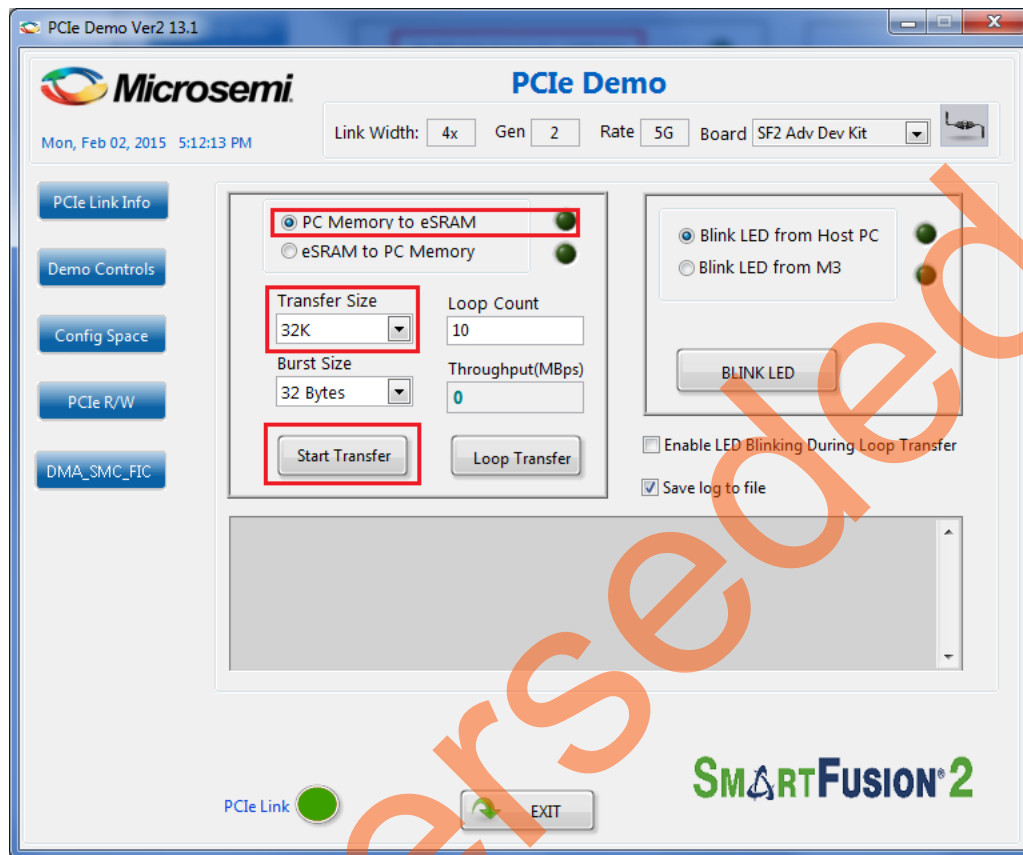 PCIe Demo Ver2 13.1
Microsemi.
PCIe Demo
Mon, Feb 02, 2015 5:12:13 PM
Link Width: 4x Gen 2 Rate 5G Board SF2 Adv Dev Kit
PCIe Link Info
Demo Controls
Config Space
PCIe R/W
DMA_SMC_FIC
PC Memory to eSRAM
eSRAM to PC Memory
Transfer Size
32K
Loop Count
10
Burst Size
32 Bytes
Throughput(MBps)
0
Start Transfer
Loop Transfer
Blink LED from Host PC
Blink LED from M3
BLINK LED
Enable LED Blinking During Loop Transfer
Save log to file
PCIe Link
EXIT
SMARTFUSION®2
erseded